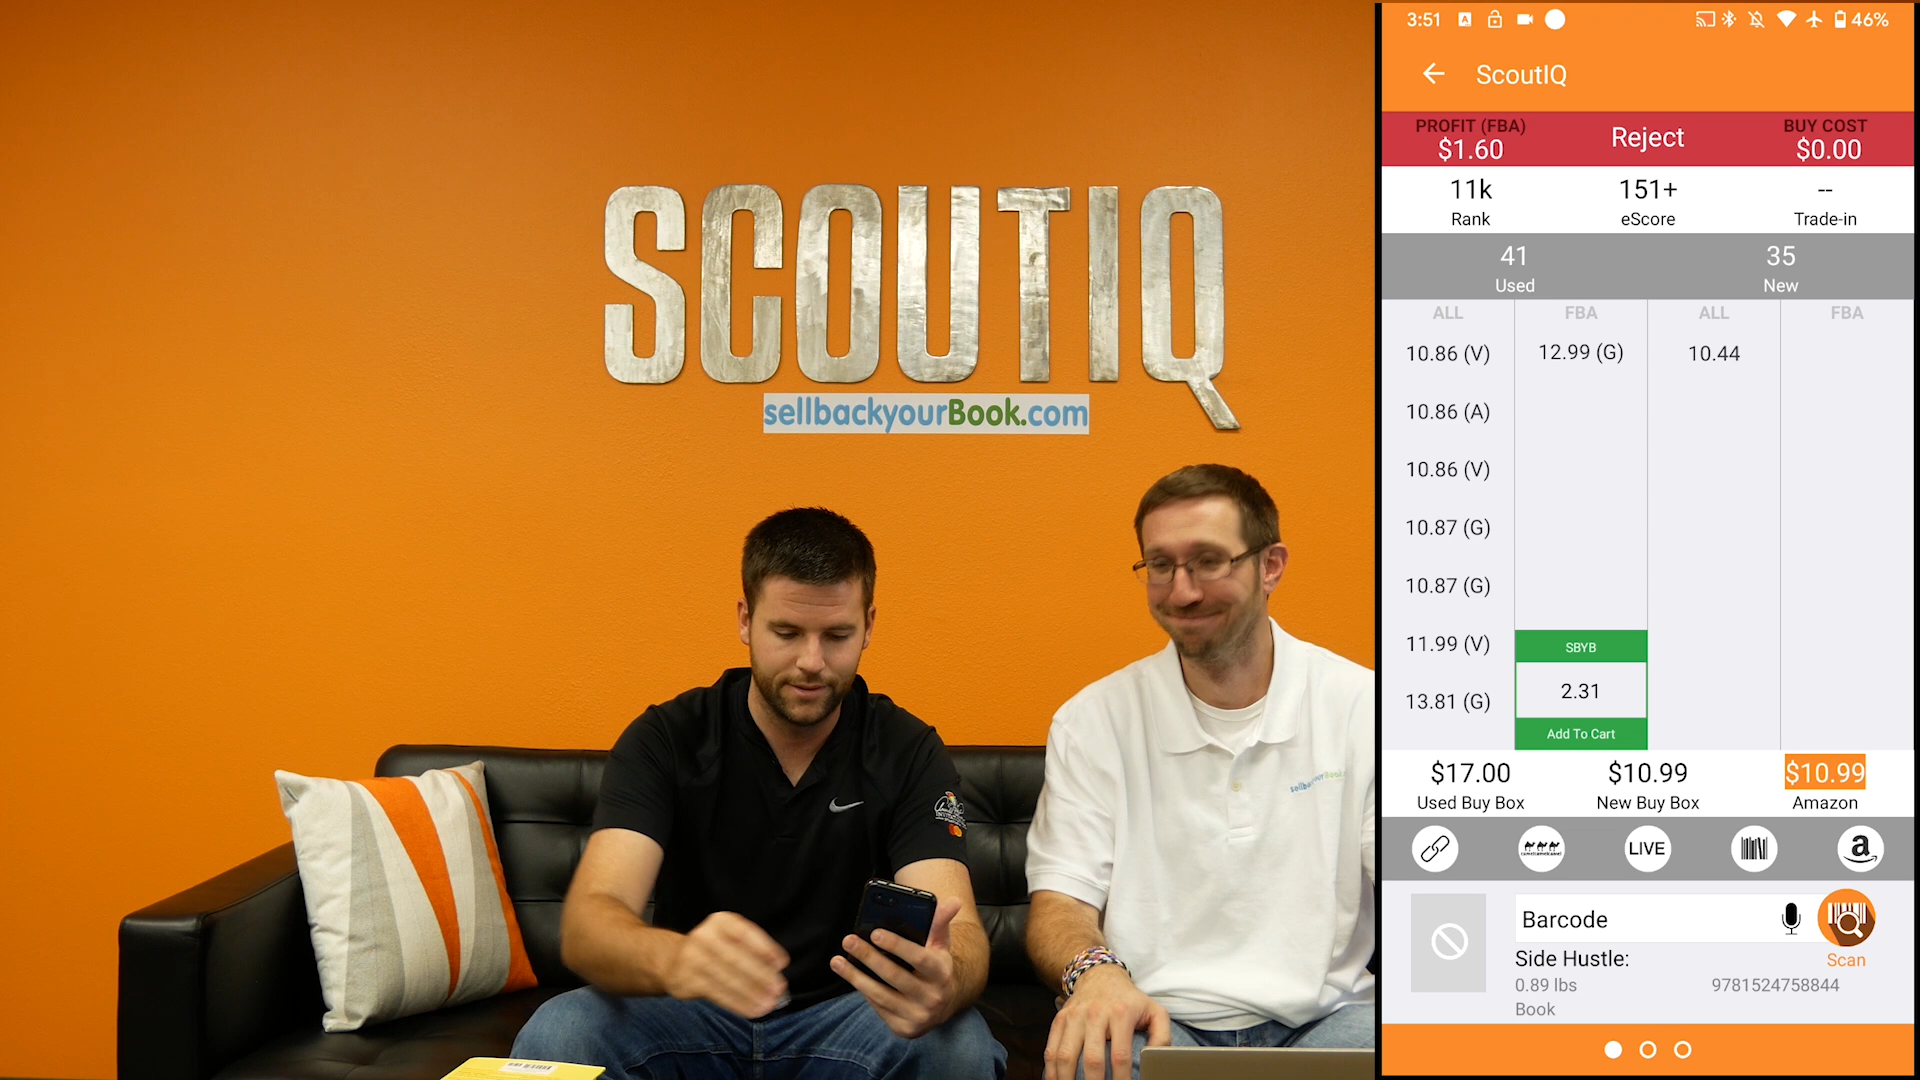 SCOUTIQ
sellbackyourBook.com
3:51
46%
ScoutIQ
PROFIT (FBA)
$1.60
Reject
BUY COST
$0.00
11k
Rank
151+
eScore
--
Trade-in
41
Used
35
New
ALL FBA ALL FBA
10.86 (V) 12.99 (G) 10.44
10.86 (A)
10.86 (V)
10.87 (G)
10.87 (G)
11.99 (V)
13.81 (G)
SBYB
2.31
Add To Cart
$17.00
Used Buy Box
$10.99
New Buy Box
$10.99
Amazon
LIVE
a
Barcode
Scan
Side Hustle:
0.89 lbs
9781524758844
Book